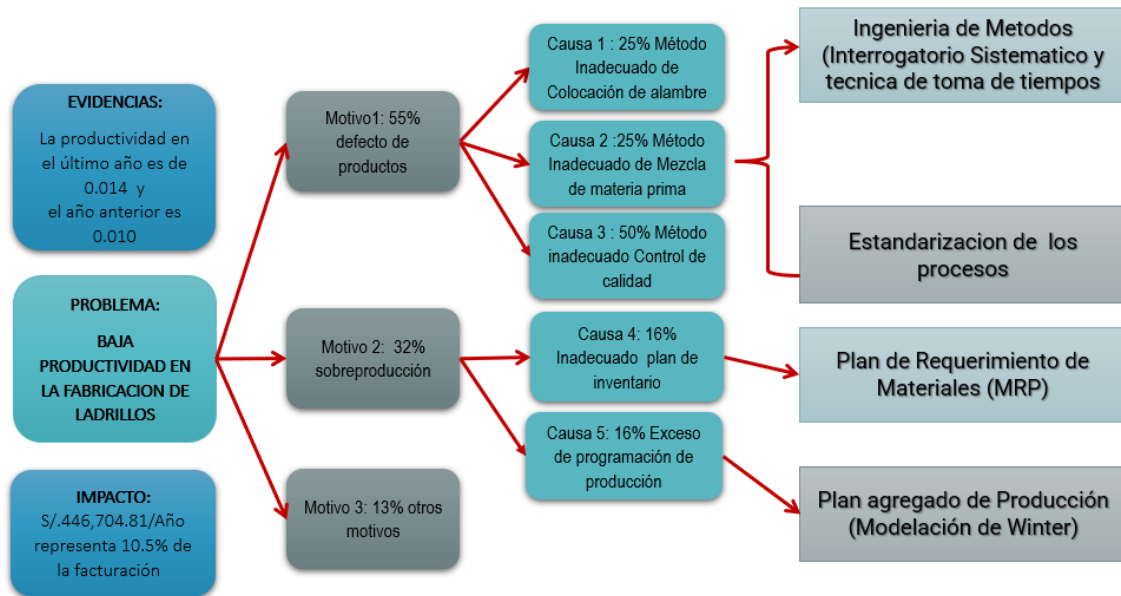 EVIDENCIAS:
La productividad en
el último año es de
0.014 y
el año anterior es
0.010
PROBLEMA:
BAJA
PRODUCTIVIDAD EN
LA FABRICACION DE
LADRILLOS
IMPACTO:
S/.446,704.81/Año
representa 10.5% de
la facturación
Motivo1: 55%
defecto de
productos
Motivo 2: 32%
sobreproducción
Motivo 3: 13% otros
motivos
Causa 1 : 25% Método
Inadecuado de
Colocación de alambre
Causa 2 :25% Método
Inadecuado de Mezcla
de materia prima
Causa 3 : 50% Método
inadecuado Control de
calidad
Causa 4: 16%
Inadecuado plan de
inventario
Causa 5: 16% Exceso
de programación de
producción
Ingenieria de Metodos
(Interrogatorio Sistematico y
tecnica de toma de tiempos
Estandarizacion de los
procesos
Plan de Requerimiento de
Materiales (MRP)
Plan agregado de Producción
(Modelación de Winter)